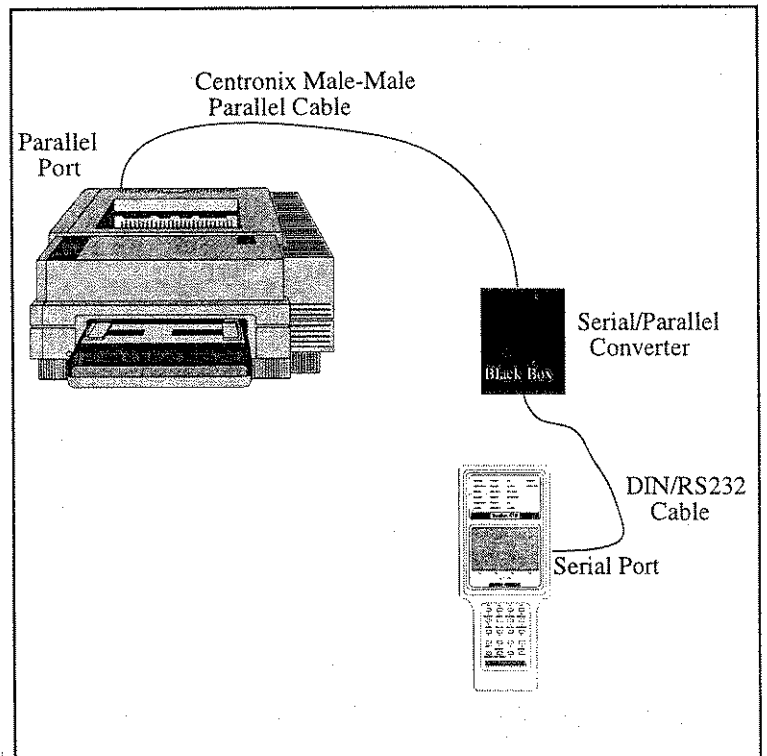 Centronix Male-Male
Parallel Cable
Parallel
Port
Serial/Parallel
Converter
Black Box
DIN/RS232
Cable
Serial Port